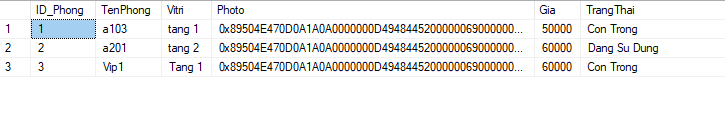 ID_Phong TenPhong Vitri Photo Gia TrangThai
1 1 a103 tang 1 0x89504E470D0A1A0A0000000D4948445200000069000000... 50000 Con Trong
2 2 a201 tang 2 0x89504E470D0A1A0A0000000D4948445200000069000000... 60000 Dang Su Dung
3 3 Vip1 Tang 1 0x89504E470D0A1A0A0000000D4948445200000069000000... 60000 Con Trong